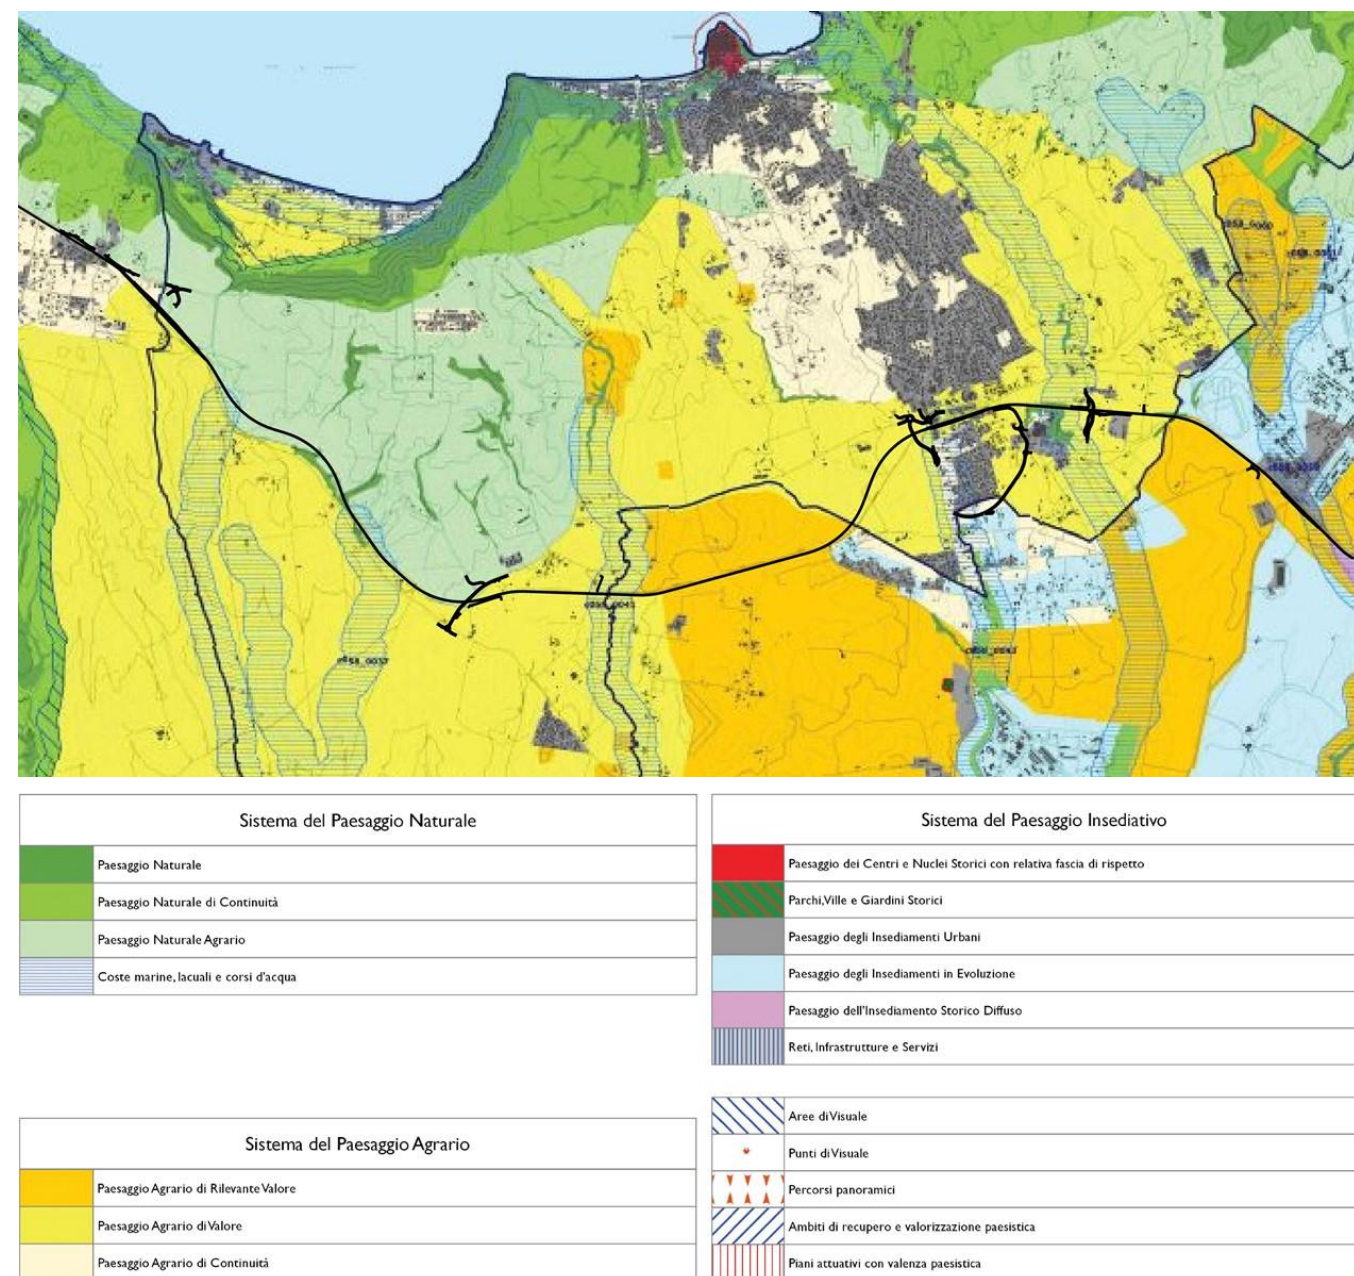 c058_0060
c058_0037
c058_0043
Sistema del Paesaggio Naturale
Paesaggio Naturale
Paesaggio Naturale di Continuità
Paesaggio Naturale Agrario
Coste marine, lacuali e corsi d'acqua
Sistema del Paesaggio Agrario
Paesaggio Agrario di Rilevante Valore
Paesaggio Agrario di Valore
Paesaggio Agrario di Continuità
Sistema del Paesaggio Insediativo
Paesaggio dei Centri e Nuclei Storici con relativa fascia di rispetto
Parchi, Ville e Giardini Storici
Paesaggio degli Insediamenti Urbani
Paesaggio degli Insediamenti in Evoluzione
Paesaggio dell'Insediamento Storico Diffuso
Reti, Infrastrutture e Servizi
Aree di Visuale
Punti di Visuale
Percorsi panoramici
Ambiti di recupero e valorizzazione paesistica
Piani attuativi con valenza paesistica